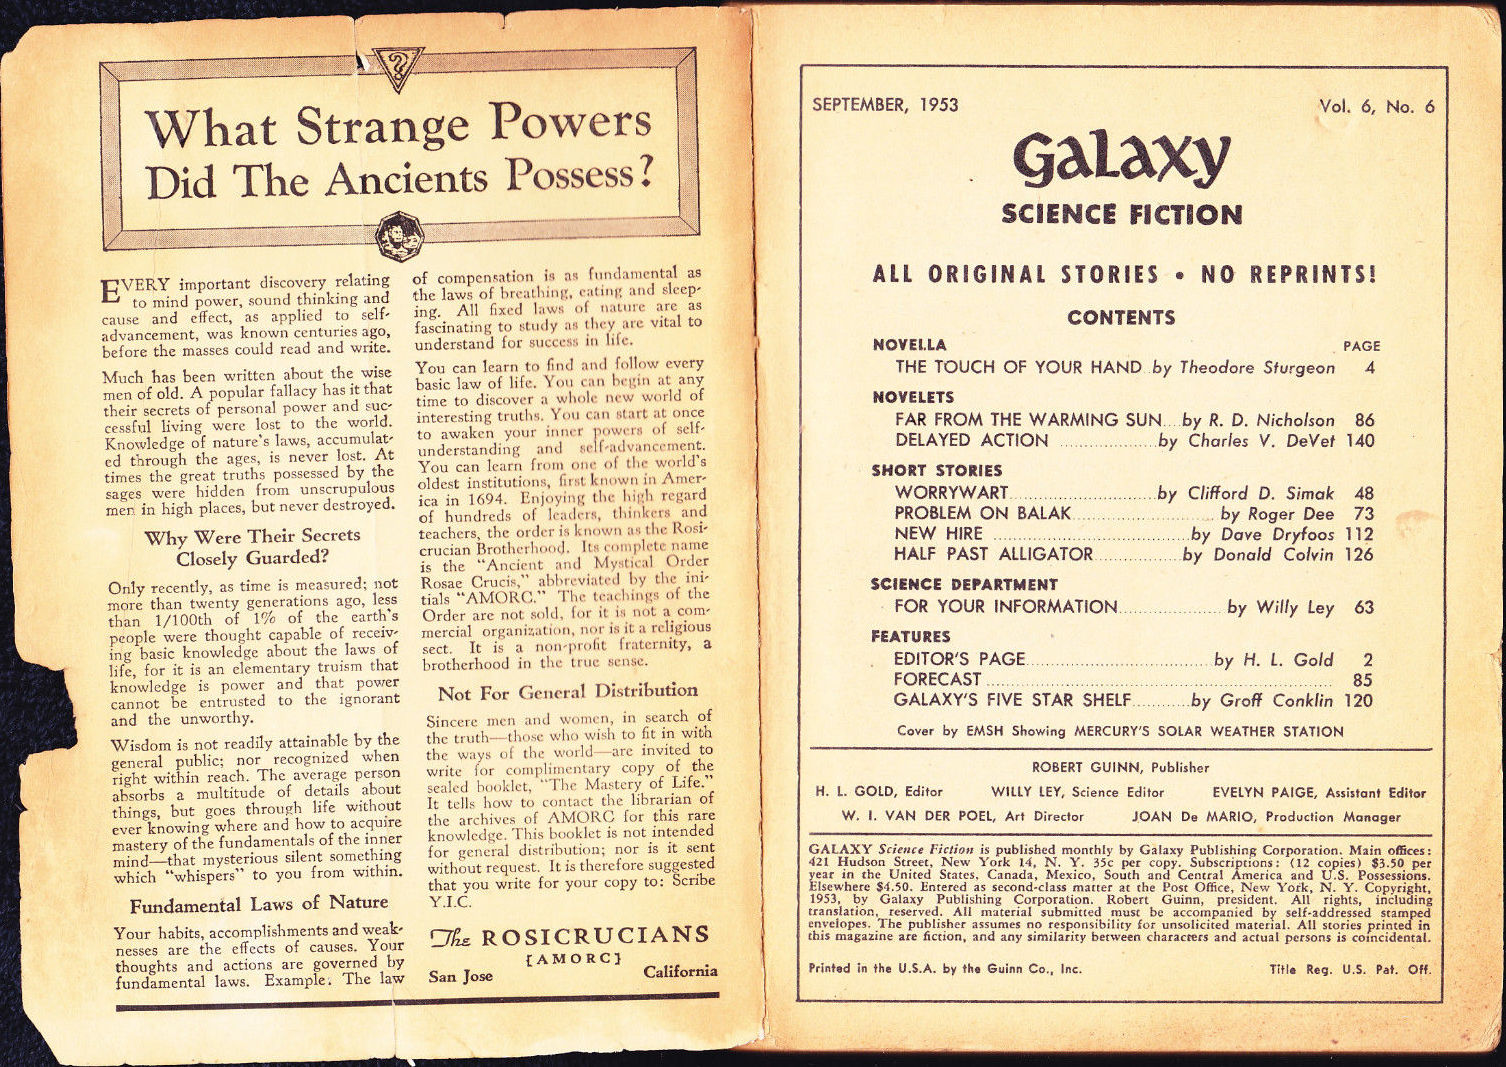 ?
What Strange Powers
Did The Ancients Possess?
EVERY important discovery relating
to mind power, sound thinking and
cause and effect, as applied to self-
advancement, was known centuries ago,
before the masses could read and write.
Much has been written about the wise
men of old. A popular fallacy has it that
their secrets of personal power and suc-
cessful living were lost to the world.
Knowledge of nature's laws, accumulat-
ed through the ages, is never lost. At
times the great truths possessed by the
sages were hidden from unscrupulous
men in high places, but never destroyed.
Why Were Their Secrets
Closely Guarded?
Only recently, as time is measured; not
more than twenty generations ago, less
than 1/100th of 1% of the earth's
people were thought capable of receiv-
ing basic knowledge about the laws of
life, for it is an elementary truism that
knowledge is power and that power
cannot be entrusted to the ignorant
and the unworthy.
Wisdom is not readily attainable by the
general public; nor recognized when
right within reach. The average person
absorbs a multitude of details about
things, but goes through life without
ever knowing where and how to acquire
mastery of the fundamentals of the inner
mind—that mysterious silent something
which "whispers" to you from within.
Fundamental Laws of Nature
Your habits, accomplishments and weak-
nesses are the effects of causes. Your
thoughts and actions are governed by
fundamental laws. Example: The law
of compensation is as fundamental as
the laws of breathing, eating and sleep-
ing. All fixed laws of nature are as
fascinating to study as they are vital to
understand for success in life.
You can learn to find and follow every
basic law of life. You can begin at any
time to discover a whole new world of
interesting truths. You can start at once
to awaken your inner powers of self-
understanding and self-advancement.
You can learn from one of the world's
oldest institutions, first known in Amer-
ica in 1694. Enjoying the high regard
of hundreds of leaders, thinkers and
teachers, the order is known as the Rosi-
crucian Brotherhood. Its complete name
is the "Ancient and Mystical Order
Rosae Crucis," abbreviated by the ini-
tials "AMORC." The teachings of the
Order are not sold, for it is not a com-
mercial organization, nor is it a religious
sect. It is a non-profit fraternity, a
brotherhood in the true sense.
Not For General Distribution
Sincere men and women, in search of
the truth—those who wish to fit in with
the ways of the world—are invited to
write for complimentary copy of the
sealed booklet, "The Mastery of Life."
It tells how to contact the librarian of
the archives of AMORC for this rare
knowledge. This booklet is not intended
for general distribution; nor is it sent
without request. It is therefore suggested
that you write for your copy to: Scribe
Y.I.C.
The ROSICRUCIANS
[AMORC]
San Jose California
SEPTEMBER, 1953 Vol. 6, No. 6
Galaxy
SCIENCE FICTION
ALL ORIGINAL STORIES • NO REPRINTS!
CONTENTS
NOVELLA PAGE
THE TOUCH OF YOUR HAND by Theodore Sturgeon 4
NOVELETS
FAR FROM THE WARMING SUN...by R. D. Nicholson 86
DELAYED ACTION ..................by Charles V. DeVet 140
SHORT STORIES
WORRYWART............................by Clifford D. Simak 48
PROBLEM ON BALAK............................ by Roger Dee 73
NEW HIRE ......................................by Dave Dryfoos 112
HALF PAST ALLIGATOR................by Donald Colvin 126
SCIENCE DEPARTMENT
FOR YOUR INFORMATION.................... by Willy Ley 63
FEATURES
EDITOR'S PAGE....................................by H. L. Gold 2
FORECAST .................................................................. 85
GALAXY'S FIVE STAR SHELF...........by Groff Conklin 120
Cover by EMSH Showing MERCURY'S SOLAR WEATHER STATION
ROBERT GUINN, Publisher
H. L. GOLD, Editor WILLY LEY, Science Editor EVELYN PAIGE, Assistant Editor
W. I. VAN DER POEL, Art Director JOAN De MARIO, Production Manager
GALAXY Science Fiction is published monthly by Galaxy Publishing Corporation. Main offices:
421 Hudson Street, New York 14, N. Y. 35c per copy. Subscriptions: (12 copies) $3.50 per
year in the United States, Canada, Mexico, South and Central America and U.S. Possessions.
Elsewhere $4.50. Entered as second-class matter at the Post Office, New York, N. Y. Copyright,
1953, by Galaxy Publishing Corporation. Robert Guinn, president. All rights, including
translation, reserved. All material submitted must be accompanied by self-addressed stamped
envelopes. The publisher assumes no responsibility for unsolicited material. All stories printed in
this magazine are fiction, and any similarity between characters and actual persons is coincidental.
Printed in the U.S.A. by the Guinn Co., Inc. Title Reg. U.S. Pat. Off.